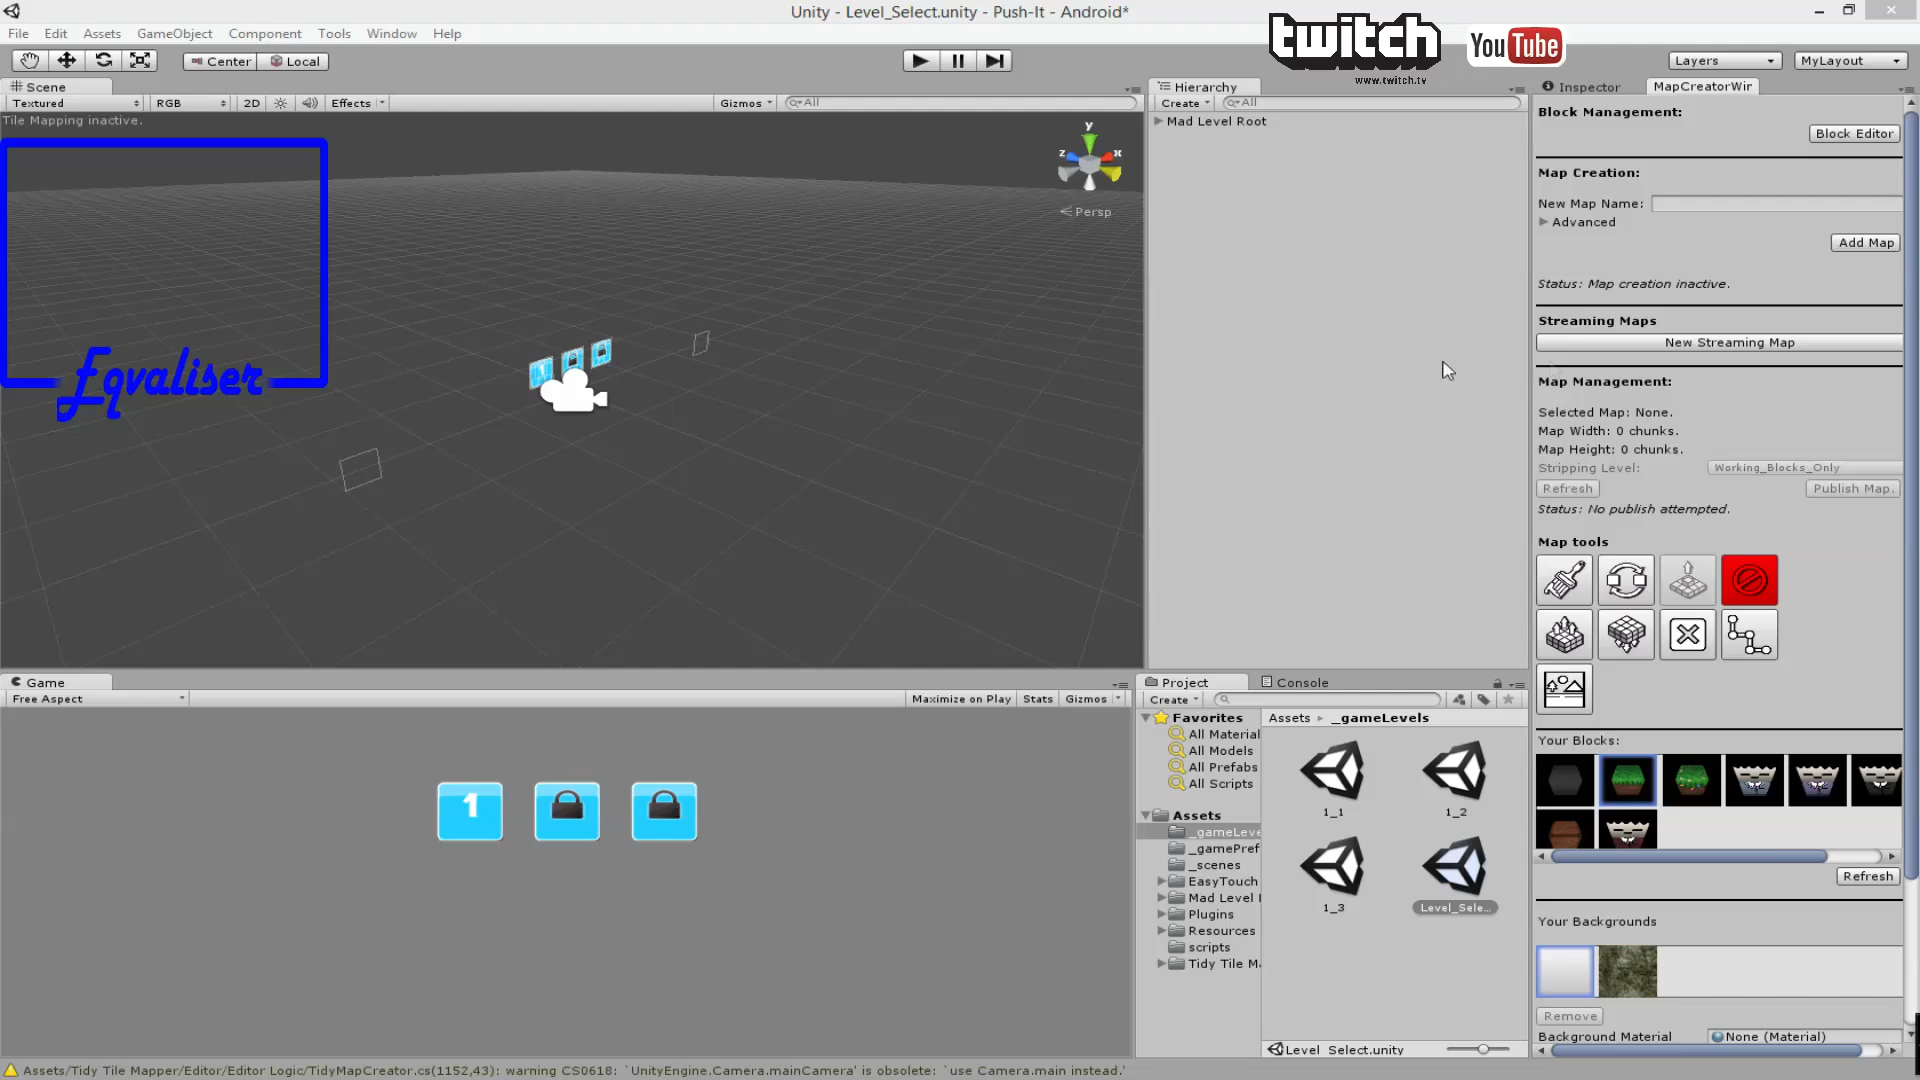 Unity - Level_Select.unity - Push-It - Android*
File Edit Assets GameObject Component Tools Window Help
twitch
www.twitch.tv
YouTube
Center Local
Layers
MyLayout
Scene
Textured RGB 2D Effects
Gizmos All
Tile Mapping inactive.
y
z x
Persp
Eqvaliser
Hierarchy
Create All
Mad Level Root
Inspector MapCreatorWir
Block Management:
Block Editor
Map Creation:
New Map Name:
Advanced
Add Map
Status: Map creation inactive.
Streaming Maps
New Streaming Map
Map Management:
Selected Map: None.
Map Width: 0 chunks.
Map Height: 0 chunks.
Stripping Level: Working_Blocks_Only
Refresh Publish Map.
Status: No publish attempted.
Map tools
Your Blocks:
Refresh
Your Backgrounds
Remove
Background Material None (Material)
Game
Free Aspect
Maximize on Play Stats Gizmos
1
Project Console
Create
Favorites
All Material
All Models
All Prefabs
All Scripts
Assets
_gameLeve
_gamePref
_scenes
EasyTouch
Mad Level
Plugins
Resources
scripts
Tidy Tile M
Assets _gameLevels
1_1 1_2
1_3 Level_Sele...
Level_Select.unity
Assets/Tidy Tile Mapper/Editor/Editor Logic/TidyMapCreator.cs(1152,43): warning CS0618: `UnityEngine.Camera.mainCamera' is obsolete: `use Camera.main instead.'